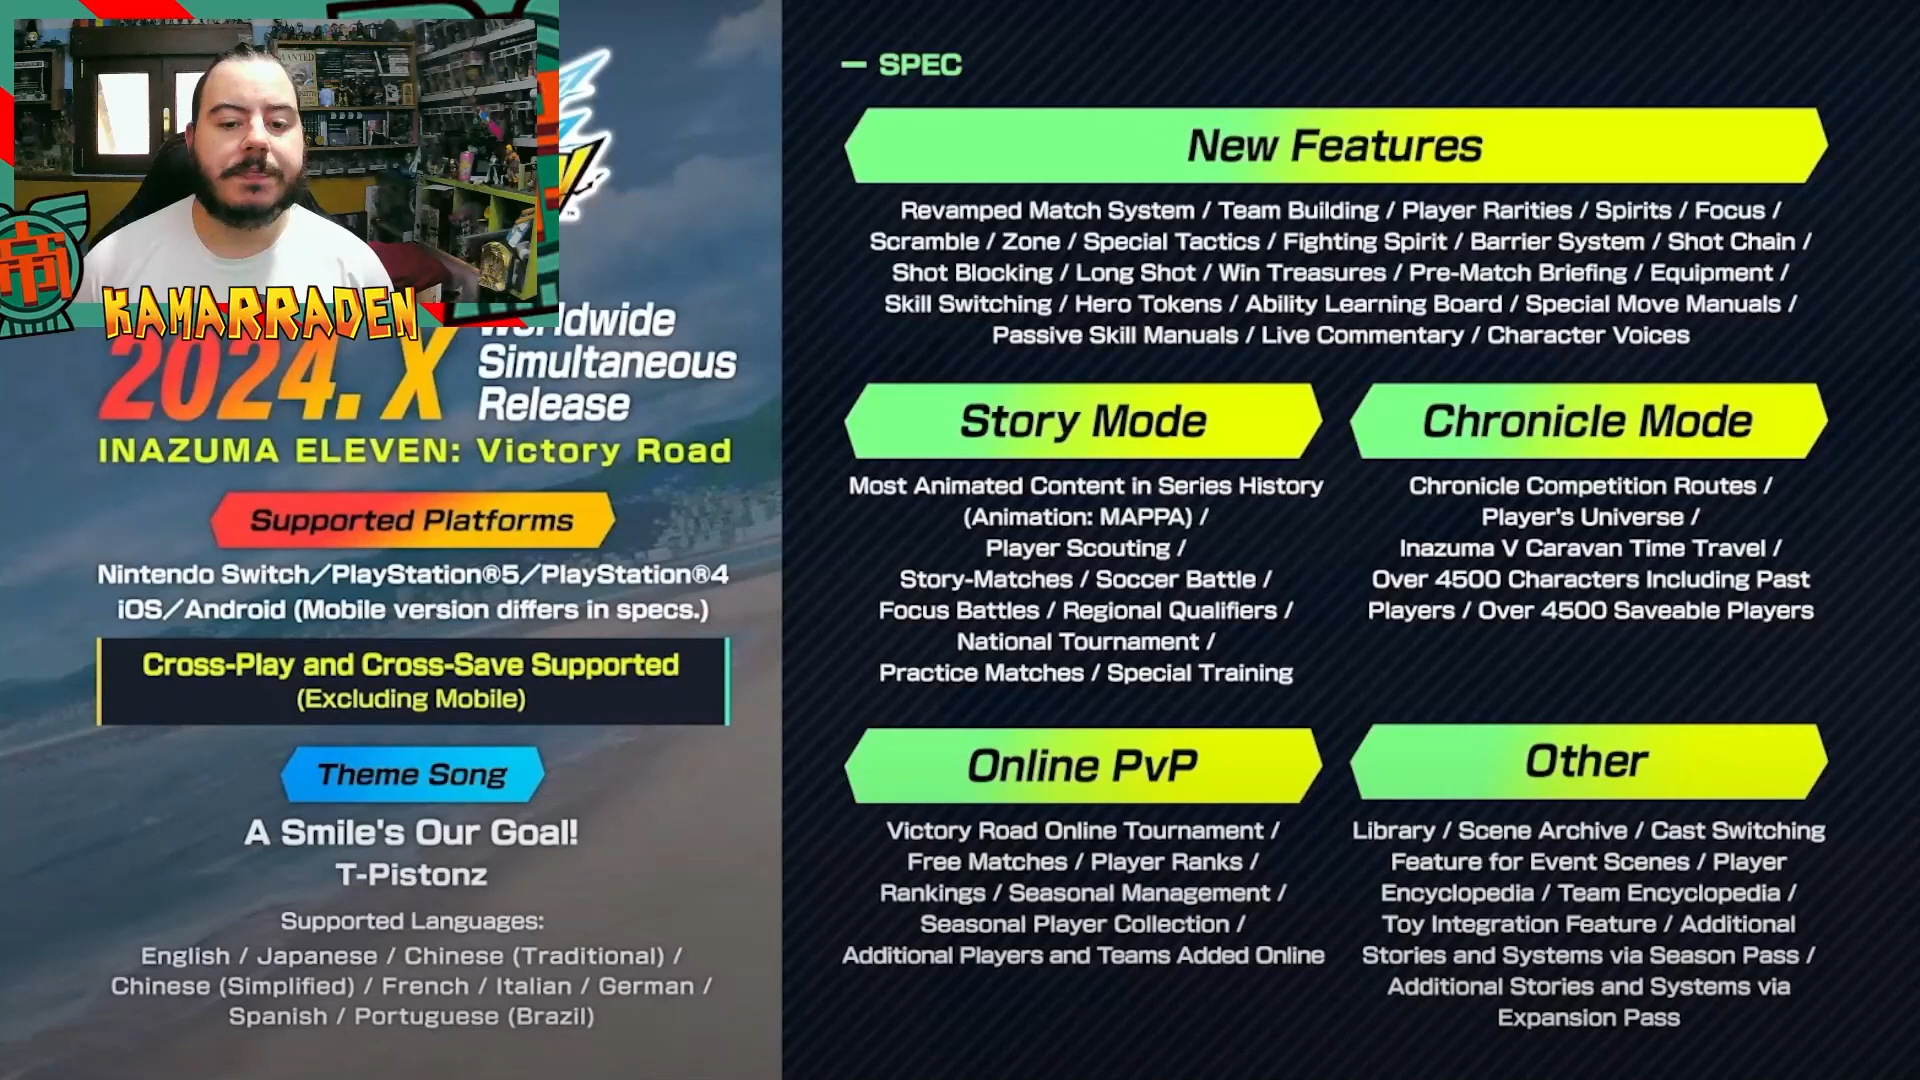 WANTED
KAMARRADEN
Worldwide
Simultaneous
Release
2024. X
INAZUMA ELEVEN: Victory Road
Supported Platforms
Nintendo Switch／PlayStation®5／PlayStation®4
iOS／Android (Mobile version differs in specs.)
Cross-Play and Cross-Save Supported
(Excluding Mobile)
Theme Song
A Smile's Our Goal!
T-Pistonz
Supported Languages:
English / Japanese / Chinese (Traditional) /
Chinese (Simplified) / French / Italian / German /
Spanish / Portuguese (Brazil)
SPEC
New Features
Revamped Match System / Team Building / Player Rarities / Spirits / Focus /
Scramble / Zone / Special Tactics / Fighting Spirit / Barrier System / Shot Chain /
Shot Blocking / Long Shot / Win Treasures / Pre-Match Briefing / Equipment /
Skill Switching / Hero Tokens / Ability Learning Board / Special Move Manuals /
Passive Skill Manuals / Live Commentary / Character Voices
Story Mode
Most Animated Content in Series History
(Animation: MAPPA) /
Player Scouting /
Story-Matches / Soccer Battle /
Focus Battles / Regional Qualifiers /
National Tournament /
Practice Matches / Special Training
Chronicle Mode
Chronicle Competition Routes /
Player's Universe /
Inazuma V Caravan Time Travel /
Over 4500 Characters Including Past
Players / Over 4500 Saveable Players
Online PvP
Victory Road Online Tournament /
Free Matches / Player Ranks /
Rankings / Seasonal Management /
Seasonal Player Collection /
Additional Players and Teams Added Online
Other
Library / Scene Archive / Cast Switching
Feature for Event Scenes / Player
Encyclopedia / Team Encyclopedia /
Toy Integration Feature / Additional
Stories and Systems via Season Pass /
Additional Stories and Systems via
Expansion Pass